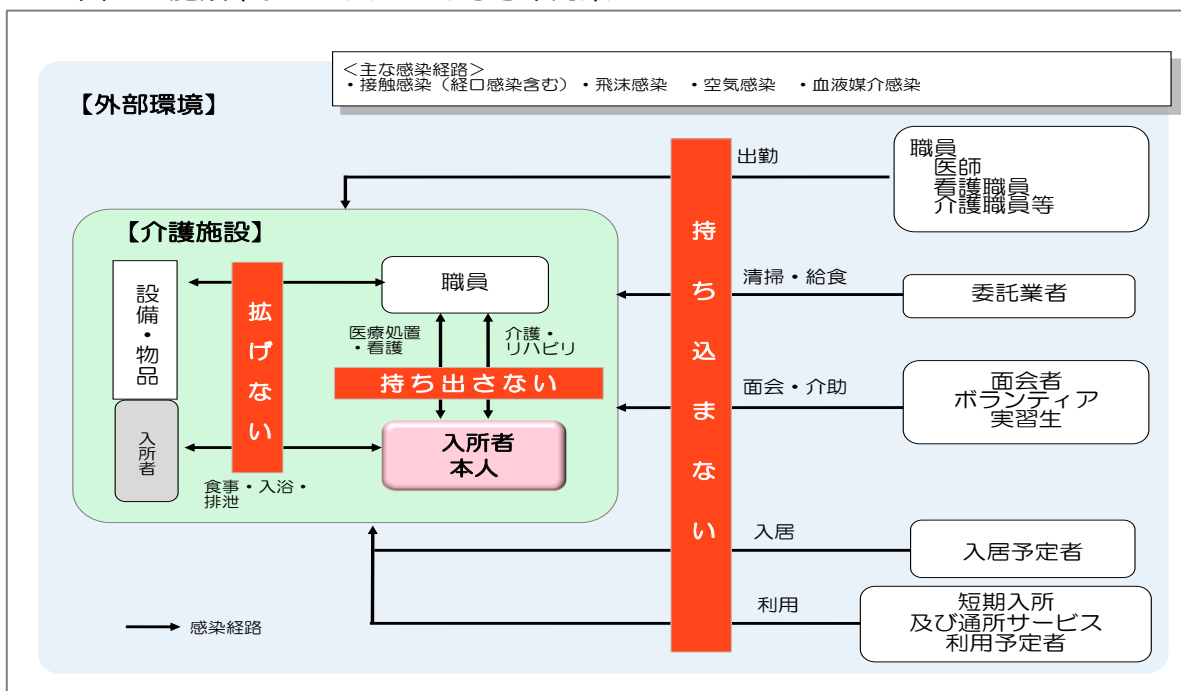 ＜主な感染経路＞
・接触感染（経口感染含む）・飛沫感染　・空気感染　・血液媒介感染
【外部環境】
出勤
職員
医師
看護職員
介護職員等
【介護施設】
持ち込まない
設備・物品
拡げない
職員
清掃・給食
委託業者
医療処置
・看護
介護・
リハビリ
持ち出さない
面会・介助
面会者
ボランティア
実習生
入所者
入所者
本人
食事・入浴・
排泄
入居
入居予定者
利用
短期入所
及び通所サービス
利用予定者
感染経路